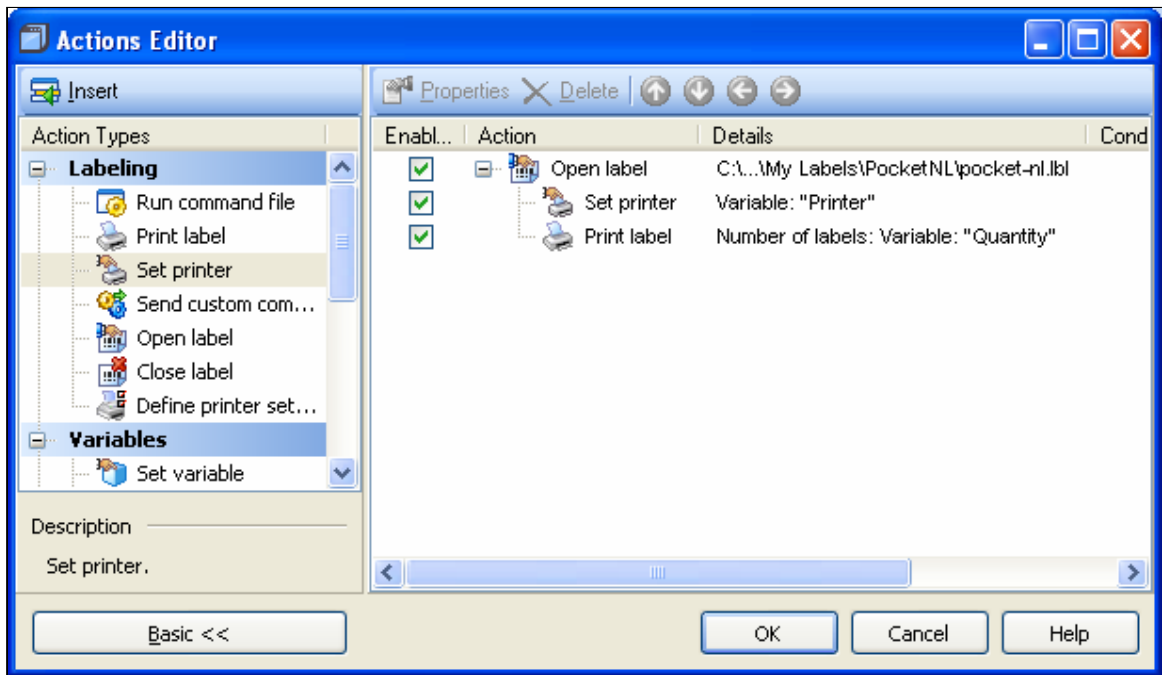 Actions Editor
Insert
Properties Delete
Action Types
Enabl... Action Details Cond
Labeling
Run command file
Print label
Set printer
Send custom com...
Open label
Close label
Define printer set...
Variables
Set variable
Open label C:\...\My Labels\PocketNL\pocket-nl.lbl
Set printer Variable: "Printer"
Print label Number of labels: Variable: "Quantity"
Description
Set printer.
Basic <<
OK Cancel Help